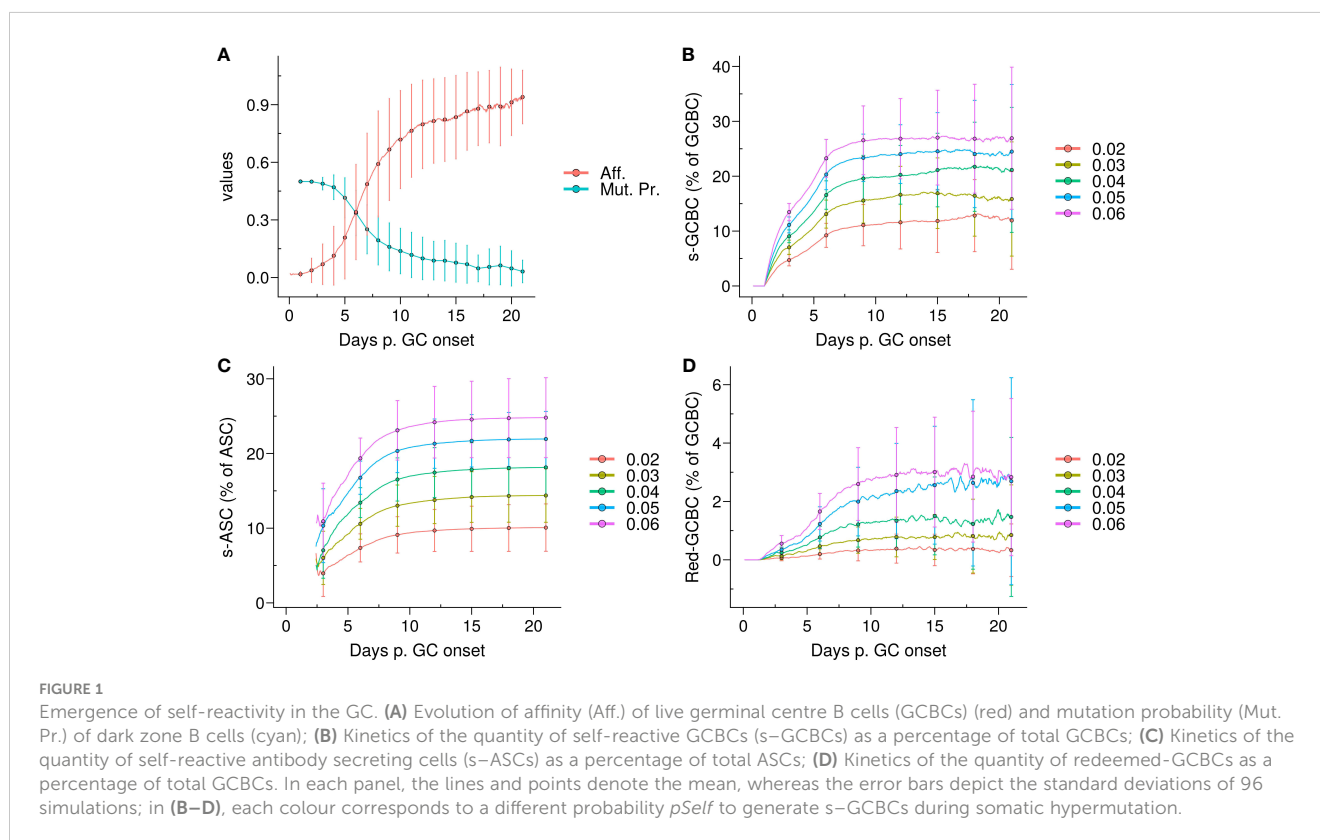 A
values
0.9
0.6
0.3
0.0
0 5 10 15 20
Days p. GC onset
Aff.
Mut. Pr.
B
s-GCBC (% of GCBC)
40
30
20
10
0
0 5 10 15 20
Days p. GC onset
0.02
0.03
0.04
0.05
0.06
C
s-ASC (% of ASC)
30
20
10
0
0 5 10 15 20
Days p. GC onset
0.02
0.03
0.04
0.05
0.06
D
Red-GCBC (% of GCBC)
6
4
2
0
0 5 10 15 20
Days p. GC onset
0.02
0.03
0.04
0.05
0.06
FIGURE 1
Emergence of self-reactivity in the GC. (A) Evolution of affinity (Aff.) of live germinal centre B cells (GCBCs) (red) and mutation probability (Mut.
Pr.) of dark zone B cells (cyan); (B) Kinetics of the quantity of self-reactive GCBCs (s–GCBCs) as a percentage of total GCBCs; (C) Kinetics of the
quantity of self-reactive antibody secreting cells (s–ASCs) as a percentage of total ASCs; (D) Kinetics of the quantity of redeemed-GCBCs as a
percentage of total GCBCs. In each panel, the lines and points denote the mean, whereas the error bars depict the standard deviations of 96
simulations; in (B–D), each colour corresponds to a different probability pSelf to generate s–GCBCs during somatic hypermutation.